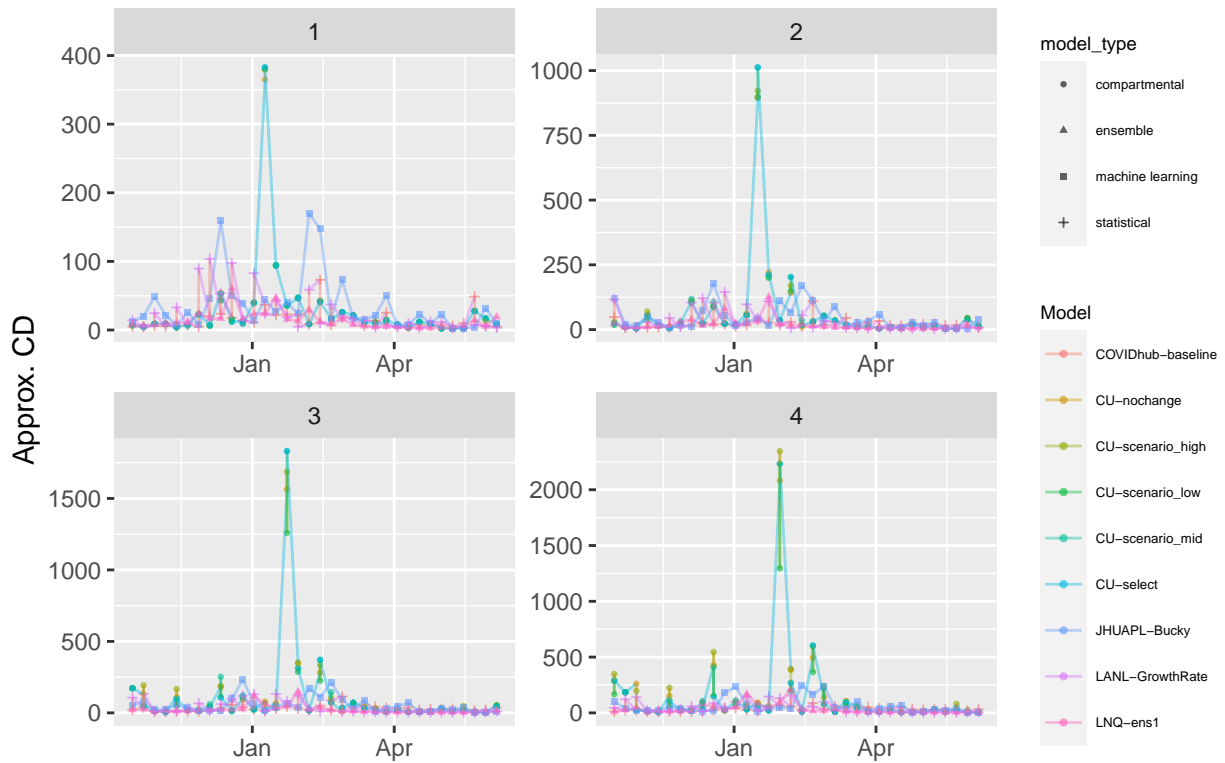 Approx. CD
1
400
300
200
100
0
Jan
Apr
2
1000
750
500
250
0
Jan
Apr
3
1500
1000
500
0
Jan
Apr
4
2000
1500
1000
500
0
Jan
Apr
model_type
compartmental
ensemble
machine learning
statistical
Model
COVIDhub−baseline
CU−nochange
CU−scenario_high
CU−scenario_low
CU−scenario_mid
CU−select
JHUAPL−Bucky
LANL−GrowthRate
LNQ−ens1